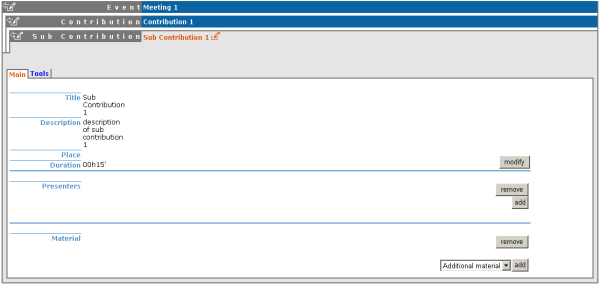 Event Meeting 1
Contribution Contribution 1
Sub Contribution Sub Contribution 1
Main Tools
Title Sub
Contribution
1
Description description
of sub
contribution
1
Place
Duration 00h15' modify
Presenters
remove
add
Material
remove
Additional material add